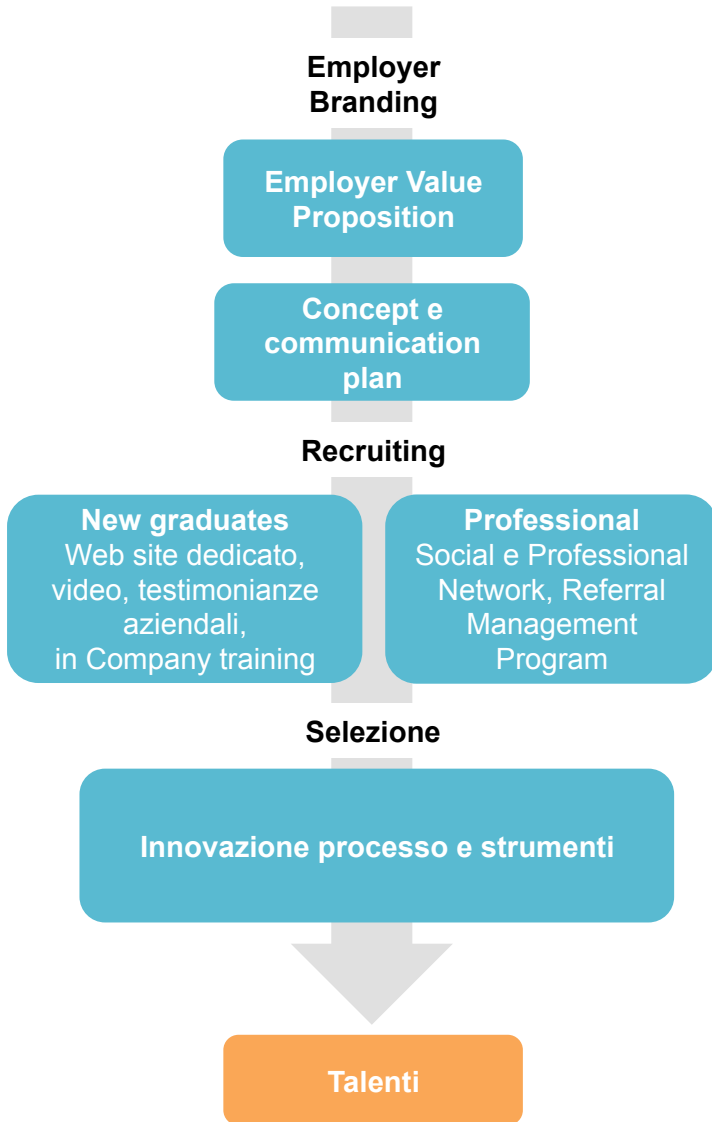 Employer
Branding
Employer Value
Proposition
Concept e
communication
plan
Recruiting
New graduates
Web site dedicato,
video, testimonianze
aziendali,
in Company training
Professional
Social e Professional
Network, Referral
Management
Program
Selezione
Innovazione processo e strumenti
Talenti